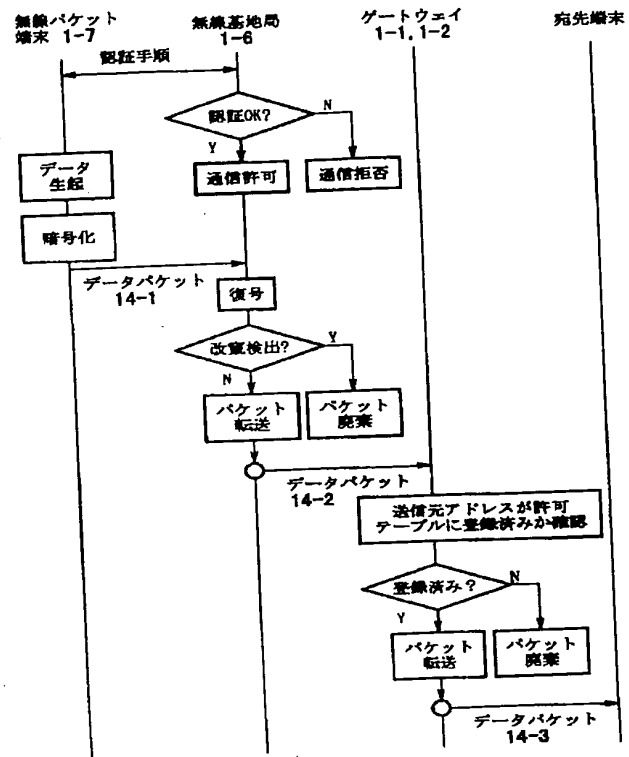 無線パケット
端末 1-7
無線基地局
1-6
ゲートウェイ
1-1, 1-2
宛先端末
認証手順
認証OK?
N
Y
データ
生起
通信許可
通信拒否
暗号化
データパケット
14-1
復号
改竄検出?
Y
N
パケット
転送
パケット
廃棄
データパケット
14-2
送信元アドレスが許可
テーブルに登録済みか確認
登録済み?
N
Y
パケット
転送
パケット
廃棄
データパケット
14-3